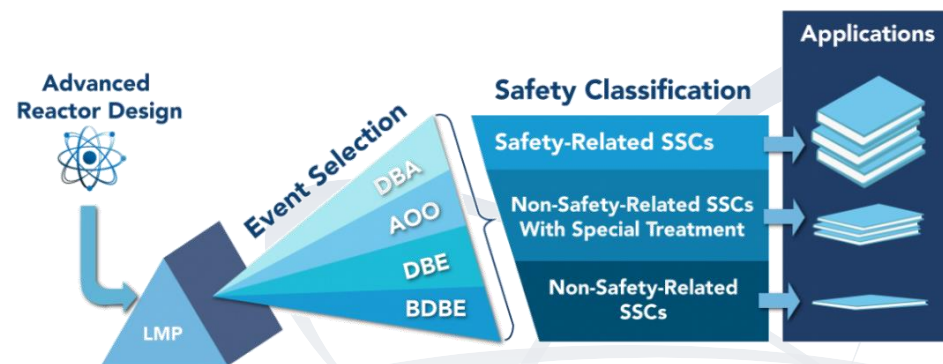 Advanced
Reactor Design
LMP
Event Selection
DBA
AOO
DBE
BDBE
Safety Classification
Safety-Related SSCs
Non-Safety-Related SSCs
With Special Treatment
Non-Safety-Related
SSCs
Applications